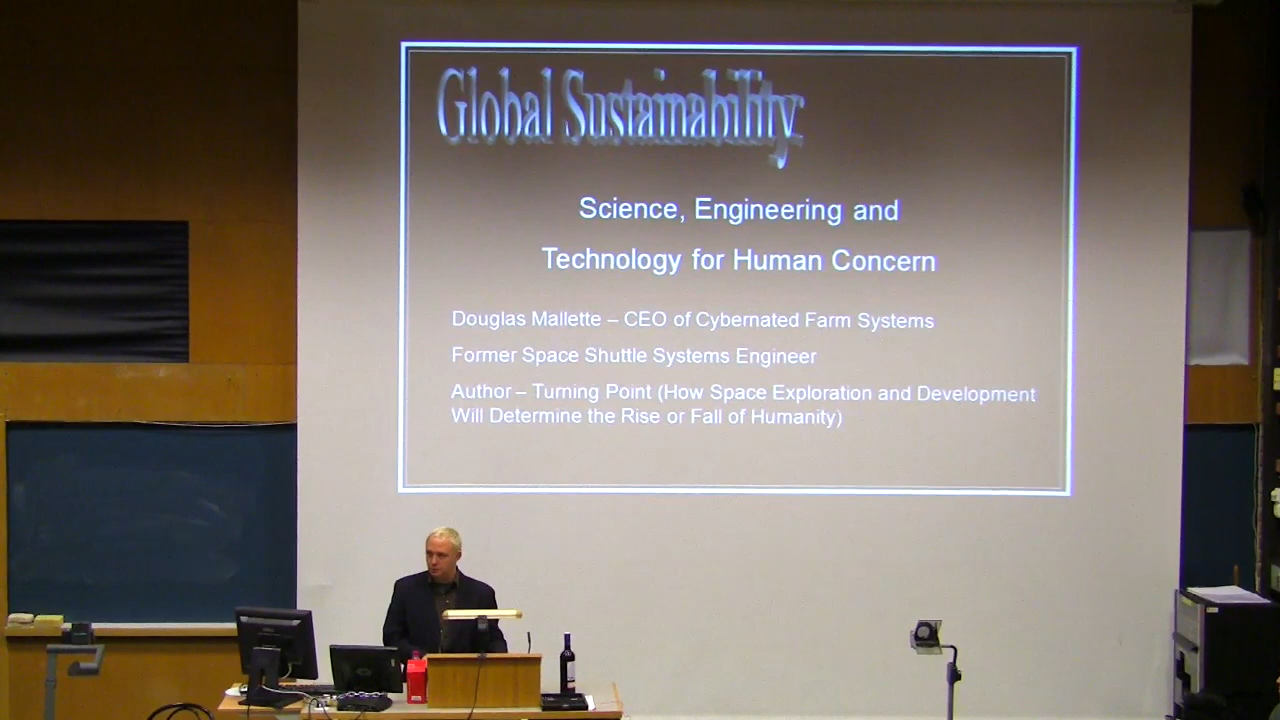 Global Sustainability:
Science, Engineering and
Technology for Human Concern
Douglas Mallette – CEO of Cybernated Farm Systems
Former Space Shuttle Systems Engineer
Author – Turning Point (How Space Exploration and Development
Will Determine the Rise or Fall of Humanity)